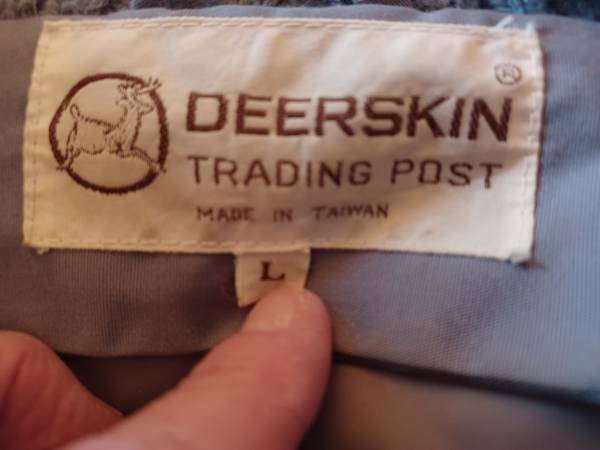 ®
DEERSKIN
TRADING POST
MADE IN TAIWAN
L